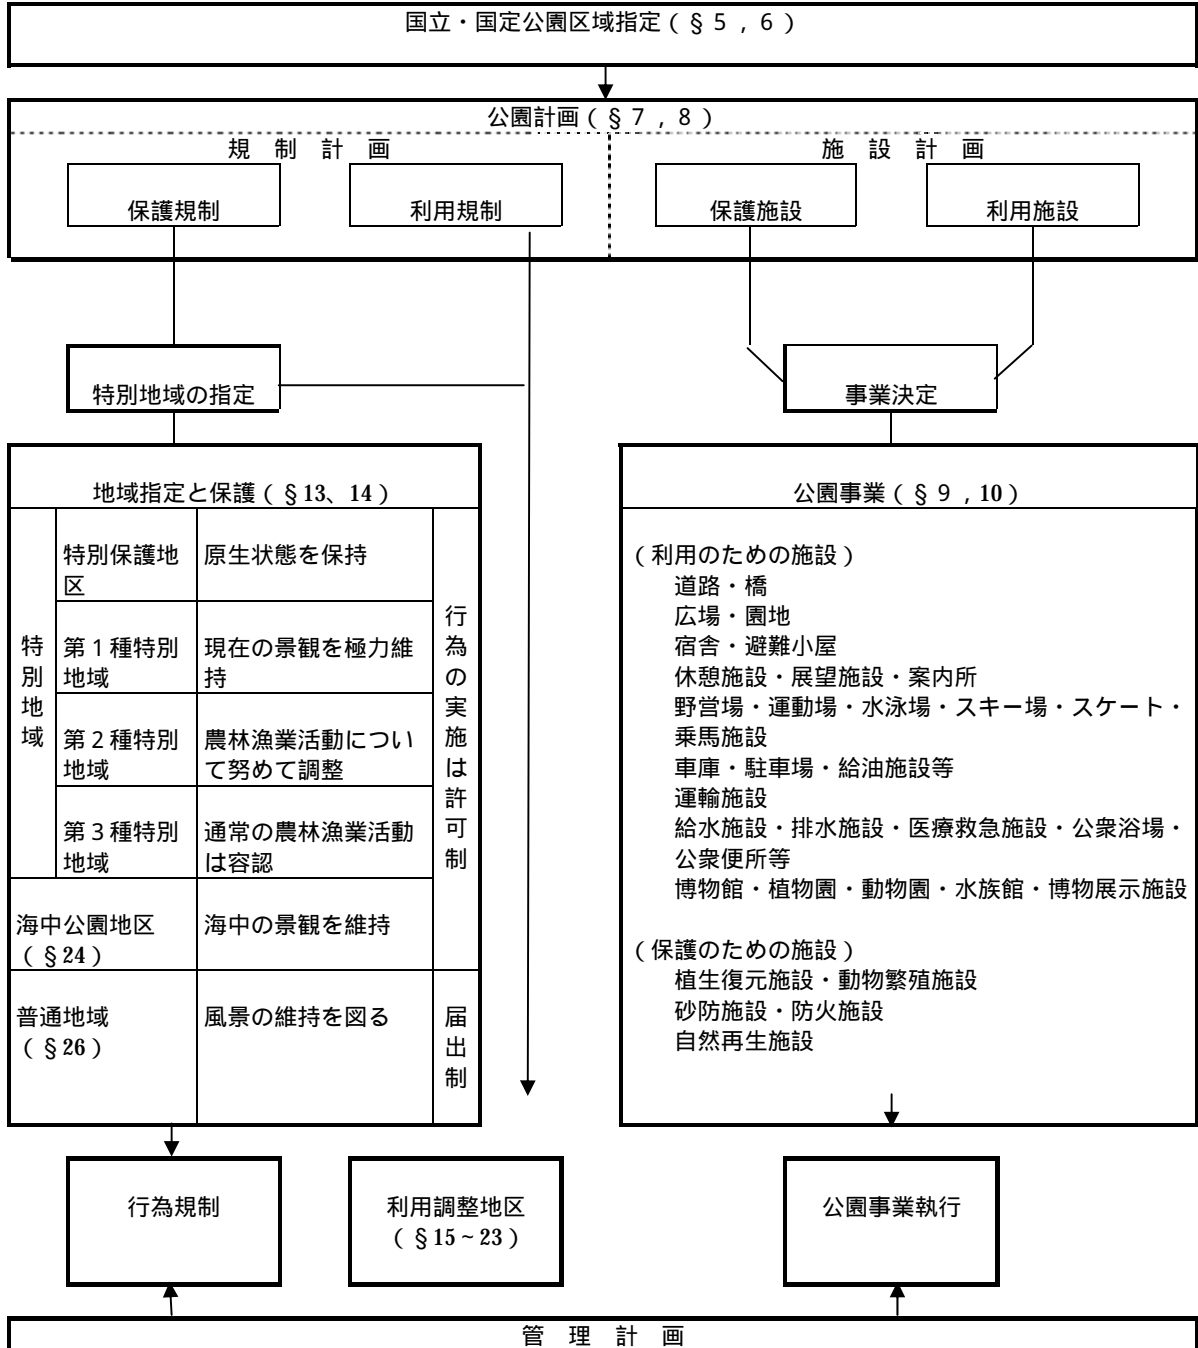 国立・国定公園区域指定(§5,6)
公園計画(§7,8)
規 制 計 画
施 設 計 画
保護規制
利用規制
保護施設
利用施設
特別地域の指定
事業決定
地域指定と保護(§13、14)
特別地域
特別保護地
区
原生状態を保持
第1種特別
地域
現在の景観を極力維
持
第2種特別
地域
農林漁業活動につい
て努めて調整
第3種特別
地域
通常の農林漁業活動
は容認
行為の実施は許可制
海中公園地区
(§24)
海中の景観を維持
普通地域
(§26)
風景の維持を図る
届出制
公園事業(§9,10)
(利用のための施設)
道路・橋
広場・園地
宿舎・避難小屋
休憩施設・展望施設・案内所
野営場・運動場・水泳場・スキー場・スケート・
乗馬施設
車庫・駐車場・給油施設等
運輸施設
給水施設・排水施設・医療救急施設・公衆浴場・
公衆便所等
博物館・植物園・動物園・水族館・博物展示施設
(保護のための施設)
植生復元施設・動物繁殖施設
砂防施設・防火施設
自然再生施設
行為規制
利用調整地区
(§15~23)
公園事業執行
管 理 計 画